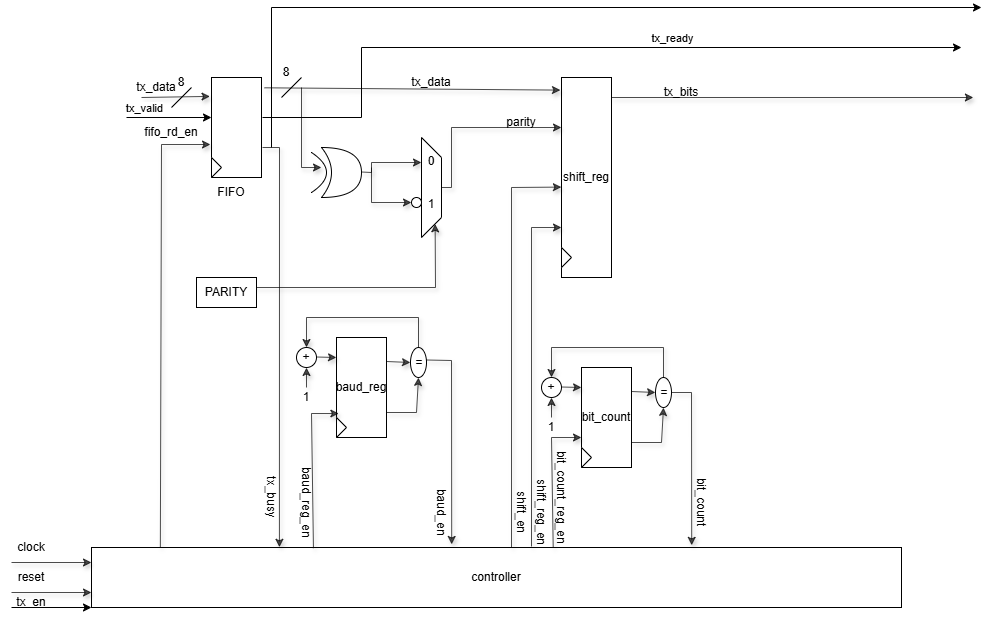 tx_ready
8
8
tx_data
tx_data
tx_bits
tx_valid
parity
fifo_rd_en
0
shift_reg
FIFO
1
PARITY
+
=
baud_reg
1
+
=
bit_count
1
tx_busy
baud_reg_en
baud_en
shift_en
shift_reg_en
bit_count_reg_en
bit_count
clock
reset
controller
tx_en